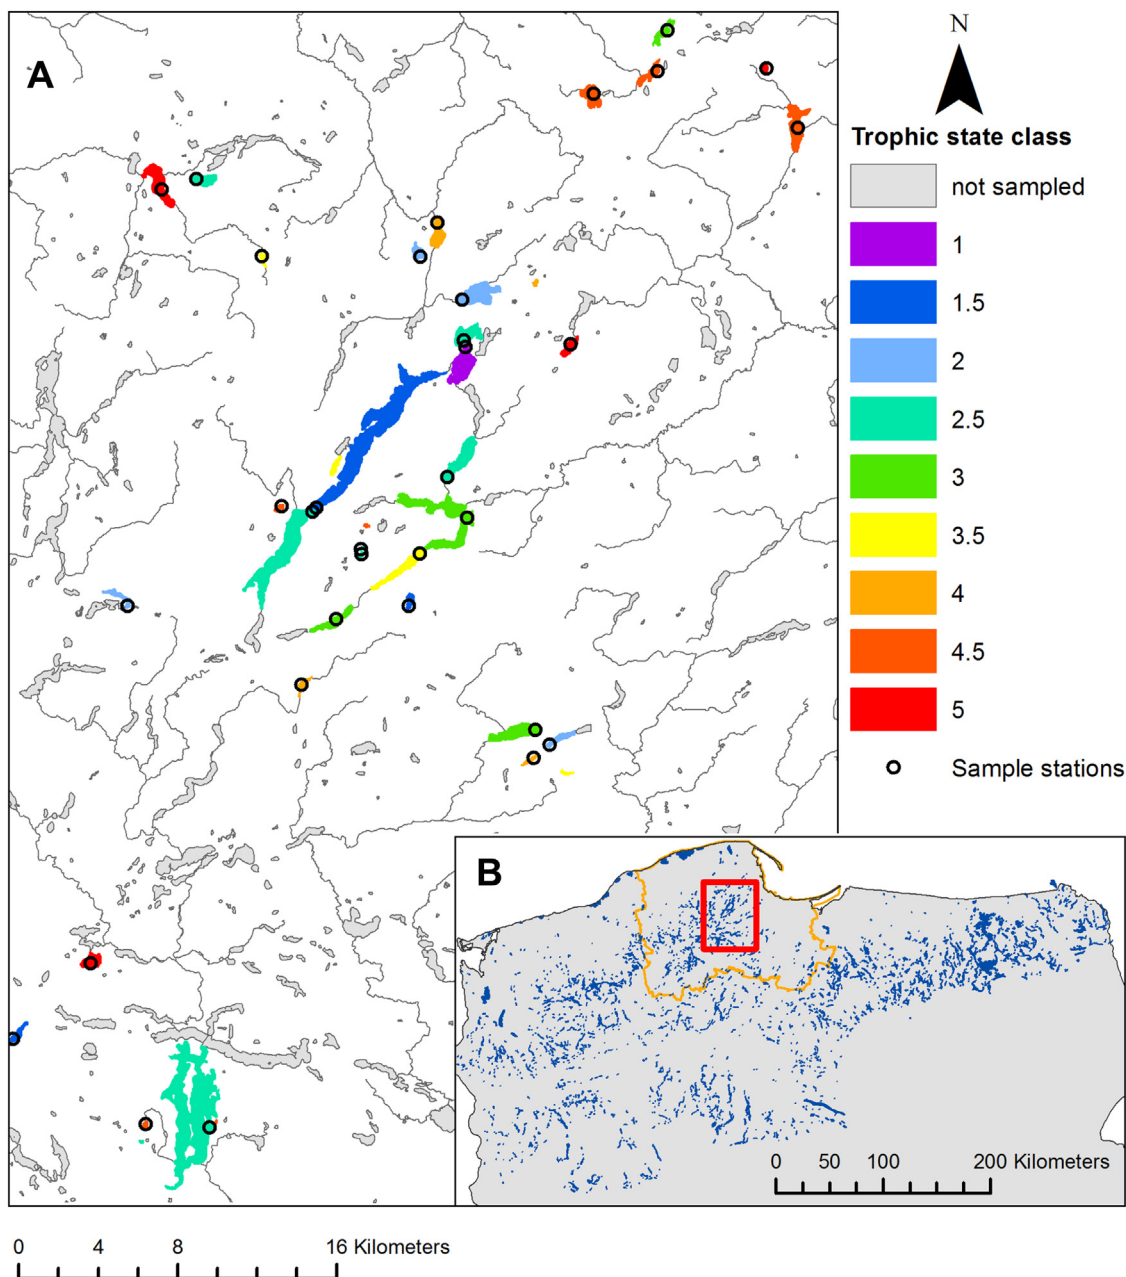 A
N
Trophic state class
not sampled
1
1.5
2
2.5
3
3.5
4
4.5
5
Sample stations
B
0 50 100 200 Kilometers
0 4 8 16 Kilometers